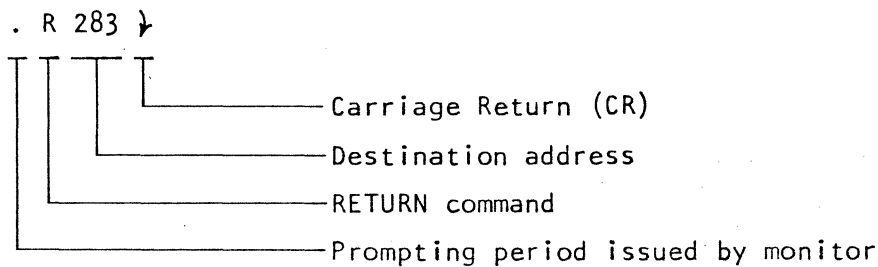 . R 283 ⸕
Carriage Return (CR)
Destination address
RETURN command
Prompting period issued by monitor